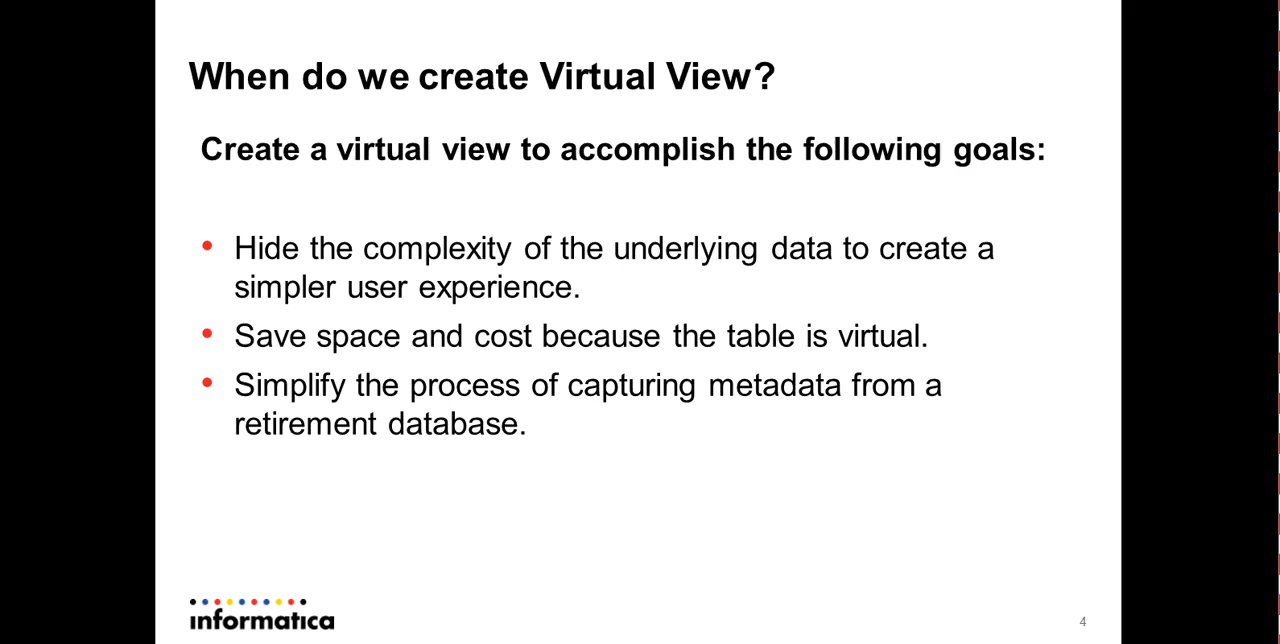 When do we create Virtual View?
Create a virtual view to accomplish the following goals:
• Hide the complexity of the underlying data to create a
simpler user experience.
• Save space and cost because the table is virtual.
• Simplify the process of capturing metadata from a
retirement database.
informatica
4